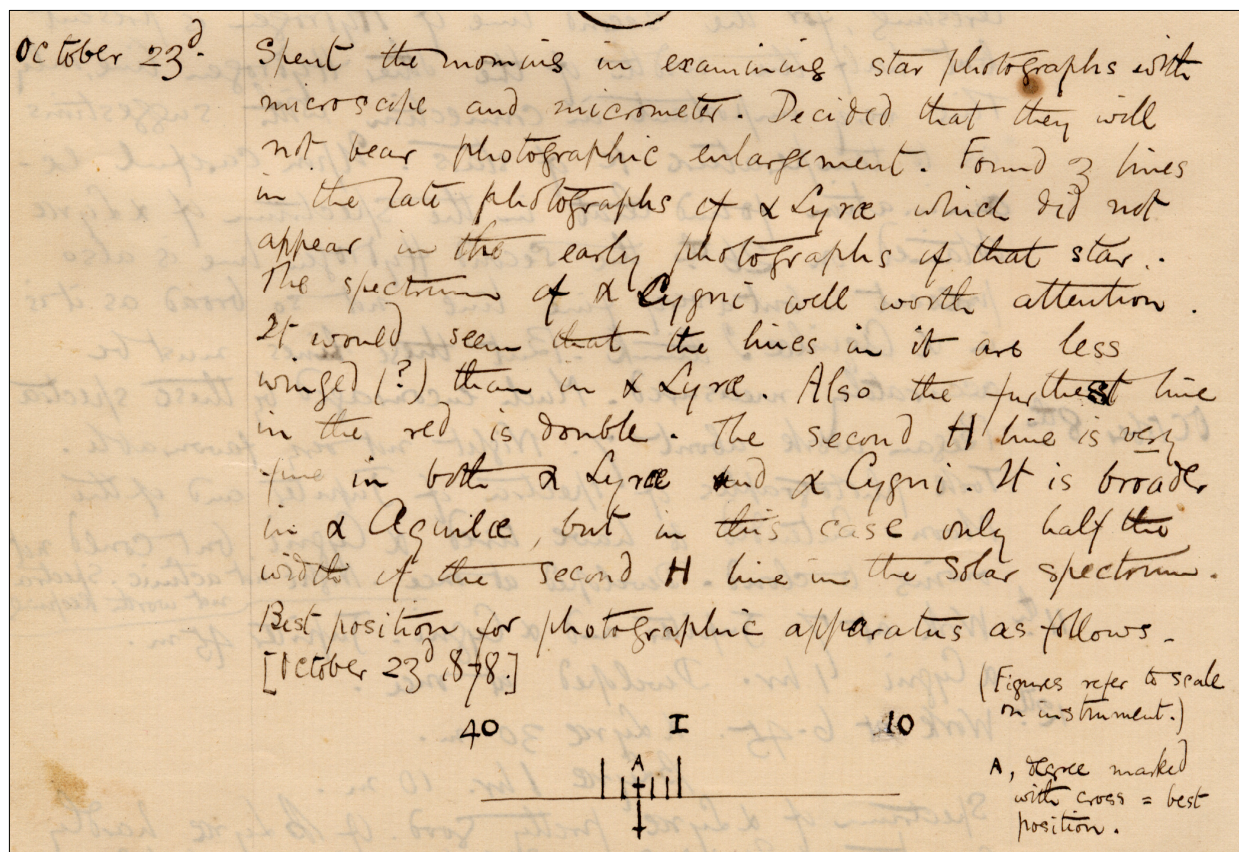 October 23d. Spent the morning in examining star photographs with
microscope and micrometer. Decided that they will
not bear photographic enlargement. Found 3 lines
in the late photographs of α Lyræ which did not
appear in the early photographs of that star.
The spectrum of α Cygni well worth attention.
It would seem that the lines in it are less
winged (?) than in α Lyræ. Also the furthest line
in the red is double. The second H line is very
fine in both α Lyræ and α Cygni. It is broader
in α Aquilæ, but in this case only half the
width of the second H line in the Solar spectrum.
Best position for photographic apparatus as follows.
[October 23d 1878.]
(Figures refer to scale
on instrument.)
40 I 10
A
A, degree marked
with cross = best
position.